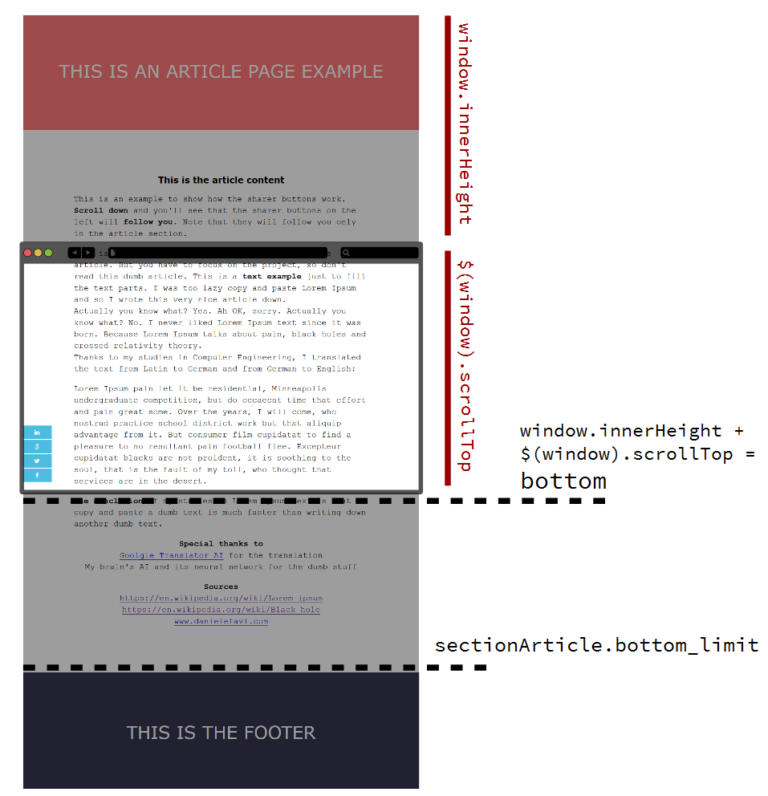 THIS IS AN ARTICLE PAGE EXAMPLE
window.innerHeight
This is the article content
This is an example to show how the sharer buttons work.
Scroll down and you'll see that the sharer buttons on the
left will follow you. Note that they will follow you only
in the article section.
article. But you have to focus on the project, so don't
read this dumb article. This is a text example just to fill
the text parts. I was too lazy copy and paste Lorem Ipsum
and so I wrote this very nice article down.
Actually you know what? Yes. Ah OK, sorry. Actually you
know what? No. I never liked Lorem Ipsum text since it was
born. Because Lorem Ipsum talks about pain, black holes and
crossed relativity theory.
Thanks to my studies in Computer Engineering, I translated
the text from Latin to German and from German to English:
$(window).scrollTop
Lorem Ipsum pain let it be residential, Minneapolis
undergraduate competition, but do occaecat time that effort
and pain great some. Over the years, I will come, who
nostrud practice school district work but that aliquip
advantage from it. But consumer film cupidatat to find a
pleasure to no resultant pain football flee. Excepteur
cupidatat blacks are not proident, it is soothing to the
soul, that is the fault of my toil, who thought that
services are in the desert.
window.innerHeight +
$(window).scrollTop =
bottom
copy and paste a dumb text is much faster than writing down
another dumb text.
Special thanks to
Goolgie Translator AI for the translation
My brain's AI and its neural network for the dumb stuff
Sources
https://en.wikipedia.org/wiki/Lorem_ipsum
https://en.wikipedia.org/wiki/Black_hole
www.danielefavi.com
sectionArticle.bottom_limit
THIS IS THE FOOTER